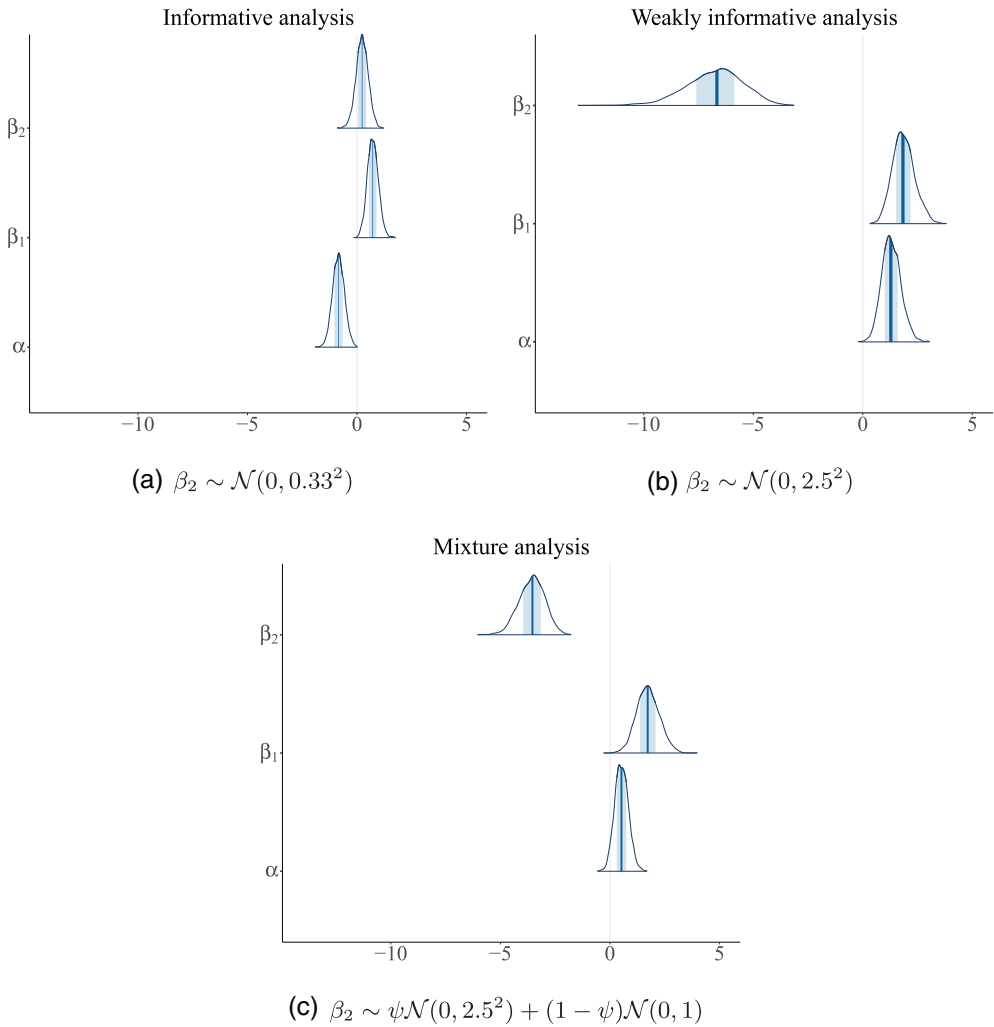 Informative analysis
β₂
β₁
α
−10 −5 0 5
(a) β₂ ∼ 𝒩(0, 0.33²)
Weakly informative analysis
β₂
β₁
α
−10 −5 0 5
(b) β₂ ∼ 𝒩(0, 2.5²)
Mixture analysis
β₂
β₁
α
−10 −5 0 5
(c) β₂ ∼ ψ𝒩(0, 2.5²) + (1 − ψ)𝒩(0, 1)